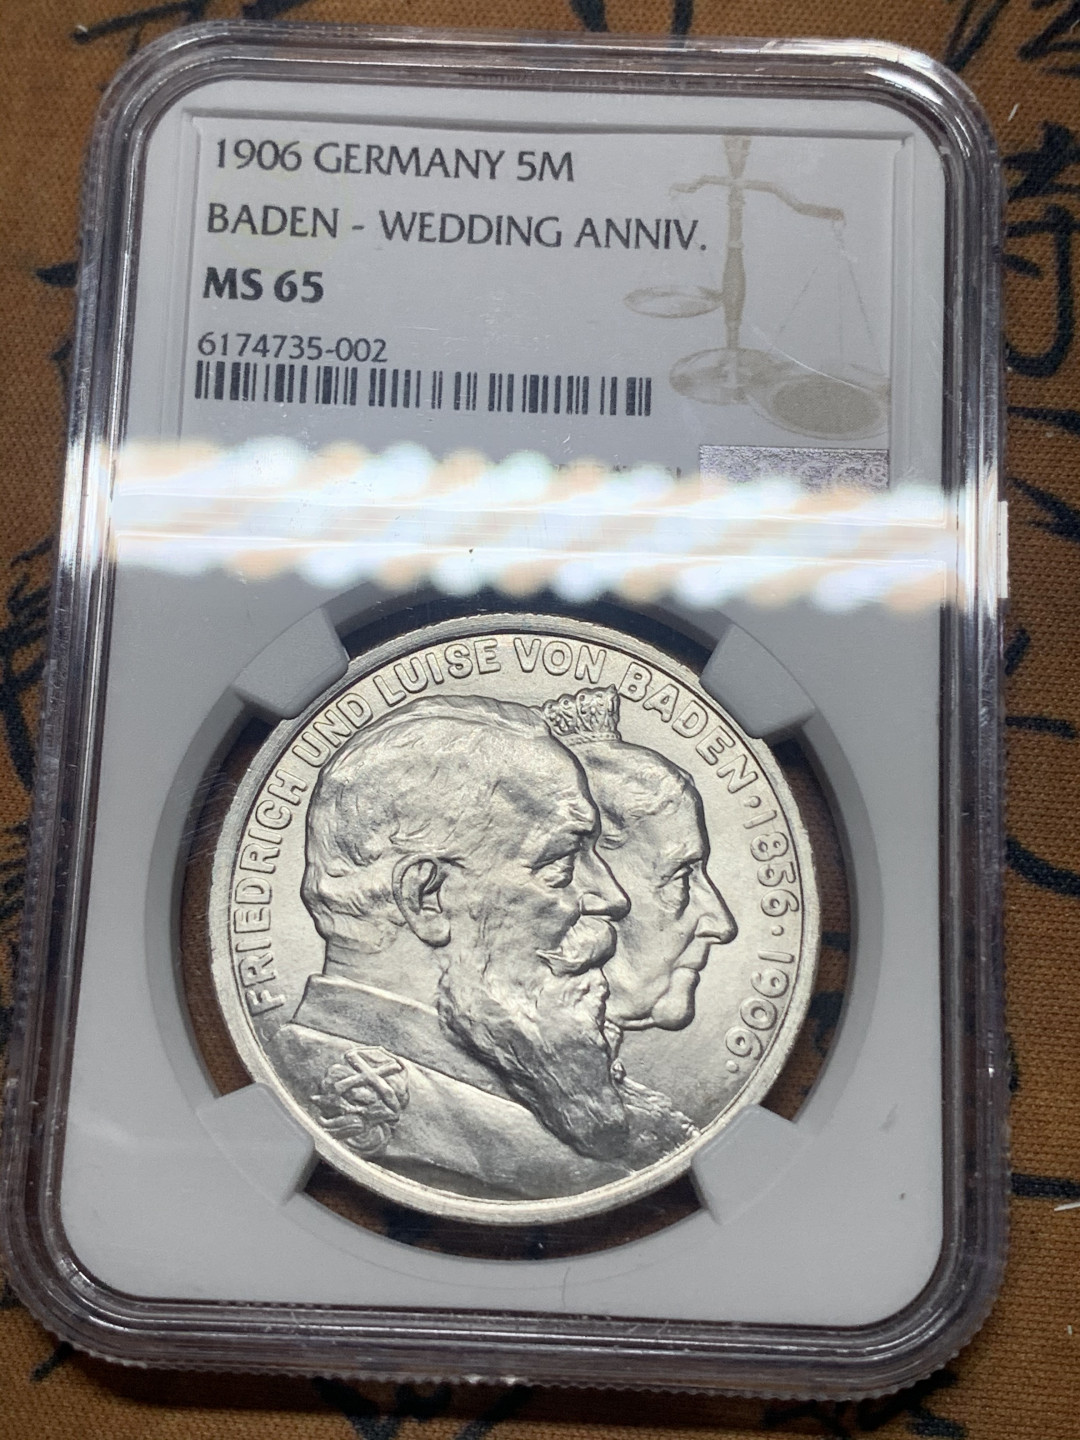 1906 GERMANY 5M
BADEN - WEDDING ANNIV.
MS 65
6174735-002
FRIEDRICH UND LUISE VON BADEN · 1856 · 1906 ·